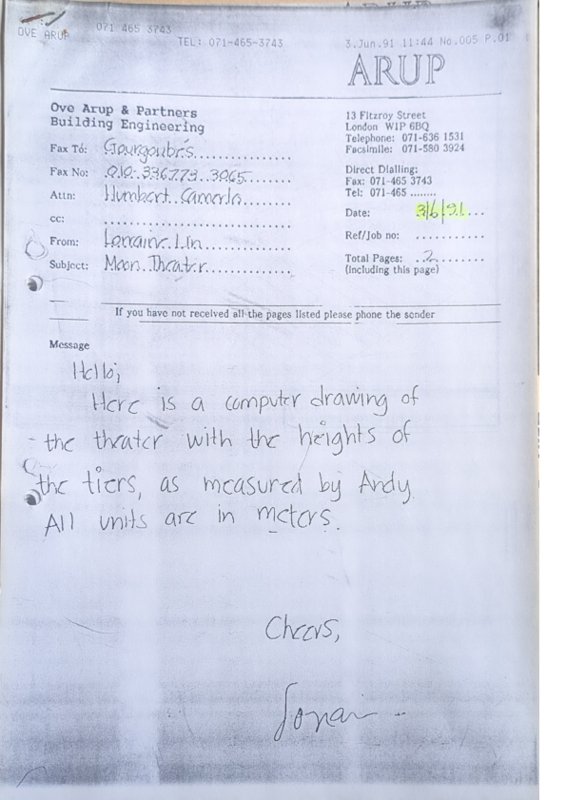 OVE ARUP 071 465 3743 TEL: 071-465-3743 3.Jun.91 11:44 No.005 P.01
ARUP
Ove Arup & Partners
Building Engineering
13 Fitzroy Street
London W1P 6BQ
Telephone: 071-636 1531
Facsimile: 071-580 3924
Direct Dialling:
Fax: 071-465 3743
Tel: 071-465 ........
Fax To: Gourgoubès
Fax No:
Attn: Humbert Camerlo
cc:
From: Lorraine Lin
Subject: Moon Theater
Date: 3/6/91
Ref/Job no:
Total Pages: 2
(including this page)
If you have not received all the pages listed please phone the sender
Message
Hello,
Here is a computer drawing of
the theater with the heights of
the tiers, as measured by Andy.
All units are in meters.
Cheers,